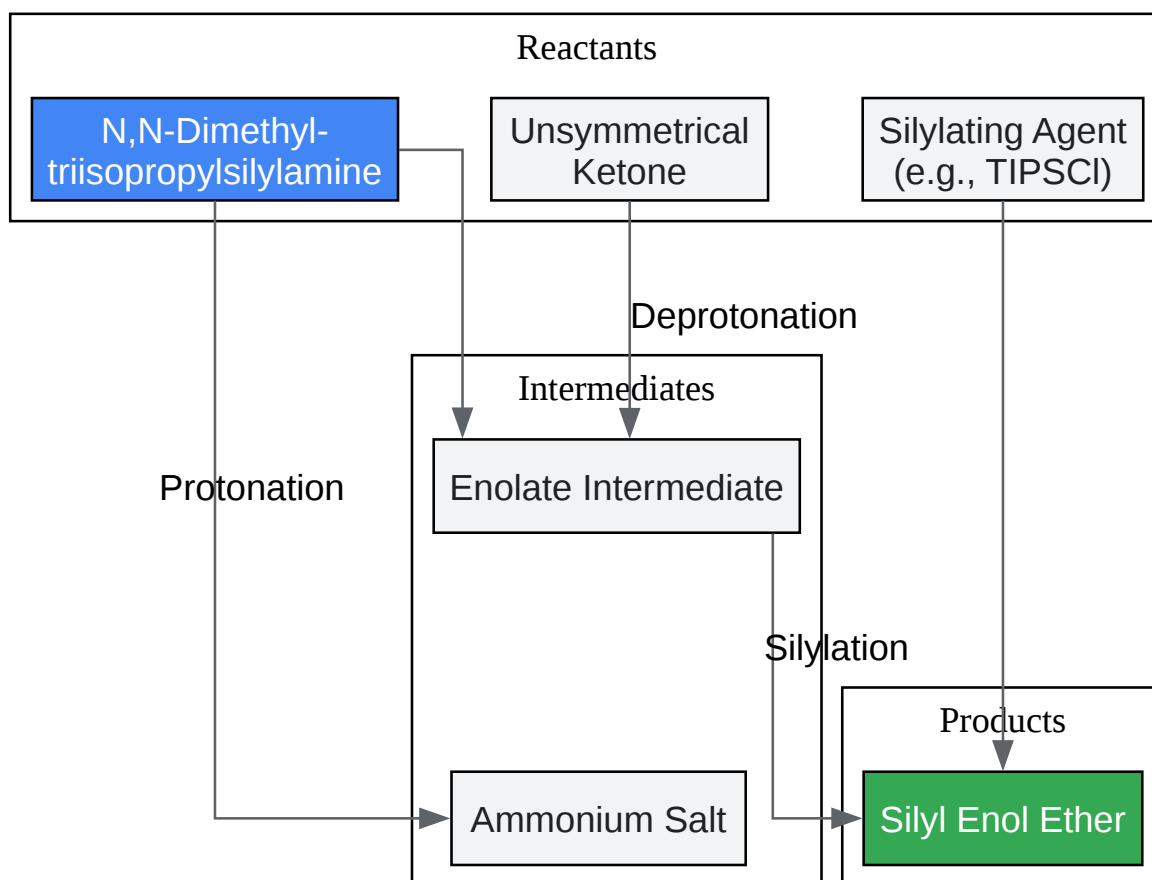 Reactants
N,N-Dimethyl-
triisopropylsilylamine
Unsymmetrical
Ketone
Silylating Agent
(e.g., TIPSCl)
Deprotonation
Intermediates
Protonation
Enolate Intermediate
Silylation
Products
Ammonium Salt
Silyl Enol Ether